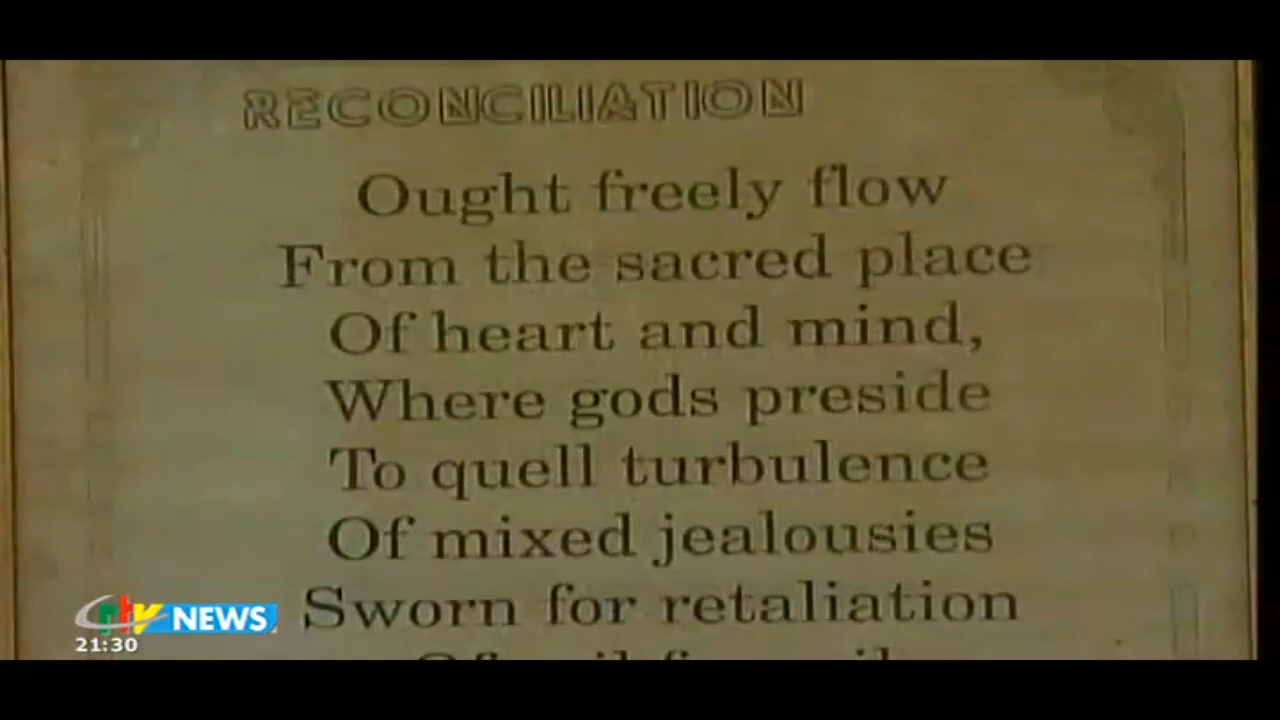 RECONCILIATION
Ought freely flow
From the sacred place
Of heart and mind,
Where gods preside
To quell turbulence
Of mixed jealousies
Sworn for retaliation
NEWS
21:30